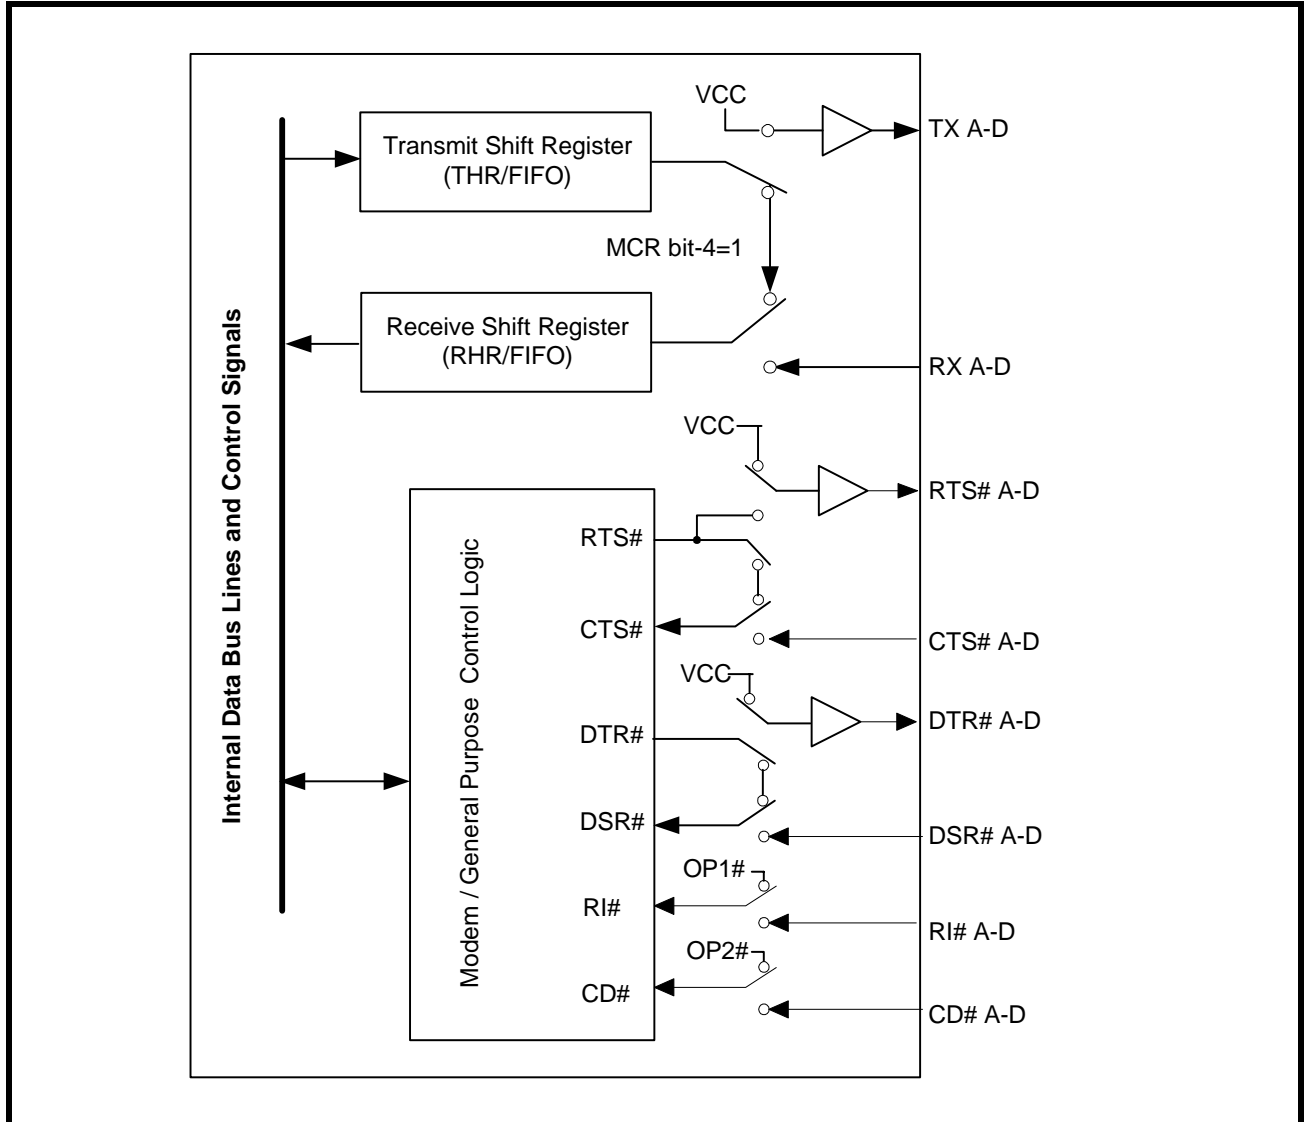 VCC
TX A-D
Transmit Shift Register
(THR/FIFO)
MCR bit-4=1
Receive Shift Register
(RHR/FIFO)
RX A-D
Internal Data Bus Lines and Control Signals
VCC
RTS# A-D
Modem / General Purpose Control Logic
RTS#
CTS#
CTS# A-D
VCC
DTR# A-D
DTR#
DSR#
DSR# A-D
OP1#
RI#
RI# A-D
OP2#
CD#
CD# A-D